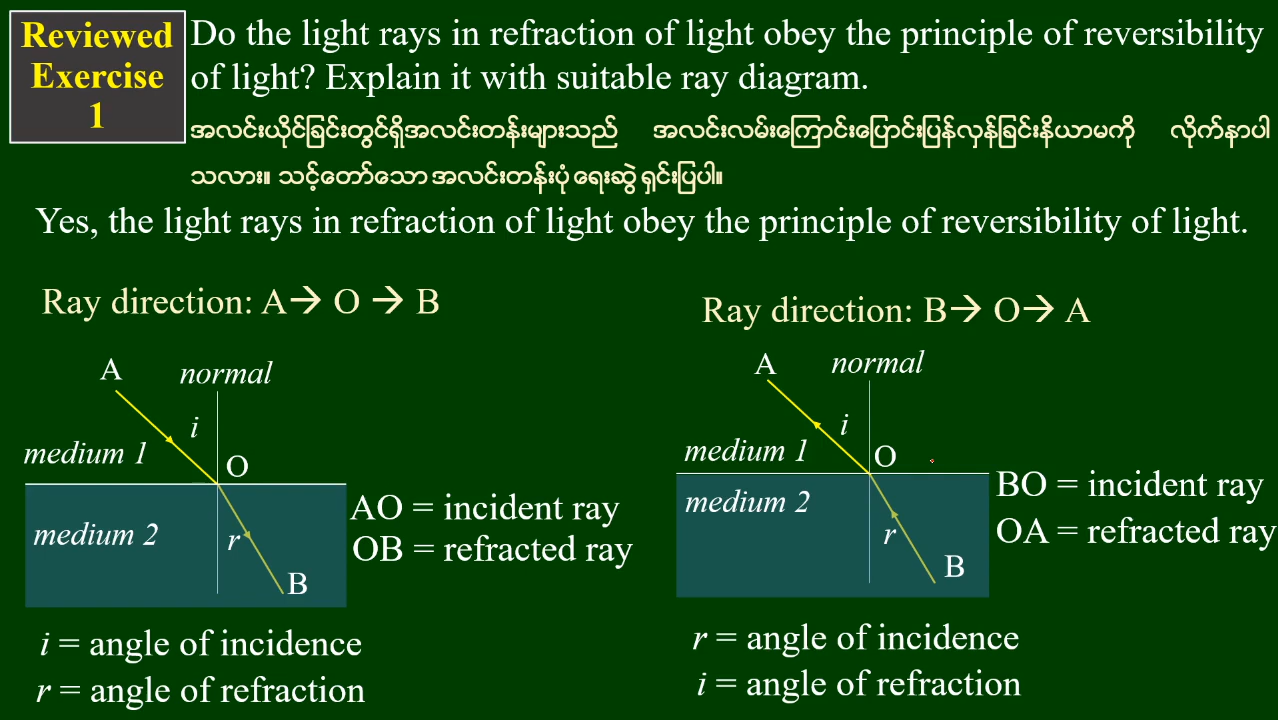 Reviewed
Exercise
1
Do the light rays in refraction of light obey the principle of reversibility
of light? Explain it with suitable ray diagram.
အလင်းယိုင်ခြင်းတွင်ရှိအလင်းတန်းများသည် အလင်းလမ်းကြောင်းပြောင်းပြန်လှန်ခြင်းနိယာမကို လိုက်နာပါ
သလား။ သင့်တော်သော အလင်းတန်းပုံ ရေးဆွဲ ရှင်းပြပါ။
Yes, the light rays in refraction of light obey the principle of reversibility of light.
Ray direction: A→ O → B
A
normal
i
medium 1
O
medium 2
r
B
AO = incident ray
OB = refracted ray
i = angle of incidence
r = angle of refraction
Ray direction: B→ O→ A
A
normal
i
medium 1
O
medium 2
r
B
BO = incident ray
OA = refracted ray
r = angle of incidence
i = angle of refraction